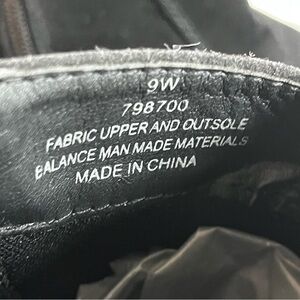 9W
798700
FABRIC UPPER AND OUTSOLE
BALANCE MAN MADE MATERIALS
MADE IN CHINA